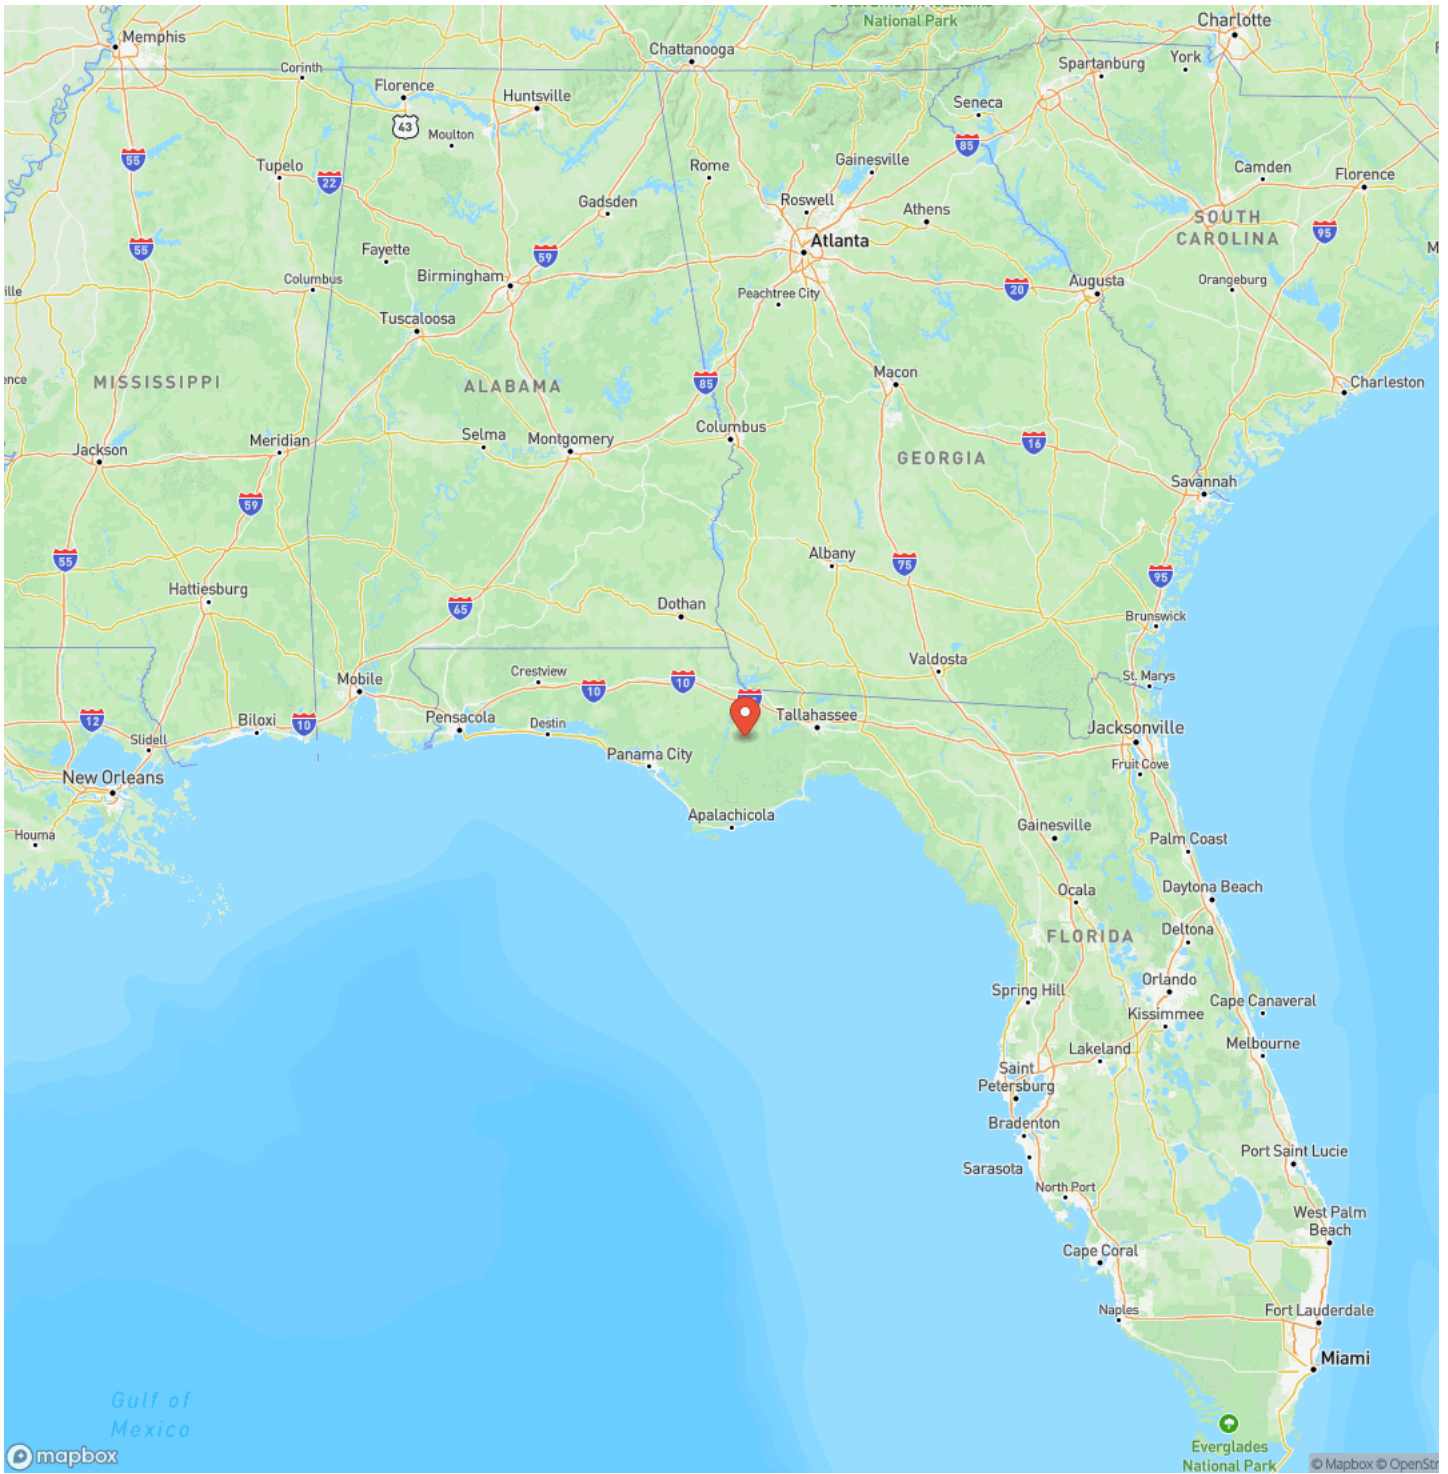 National Park
Charlotte
Memphis
Chattanooga
Corinth
Spartanburg
York
Florence
Huntsville
Seneca
43
Moulton
85
55
Tupelo
22
Rome
Gainesville
Camden
Florence
Gadsden
Roswell
Athens
SOUTH
CAROLINA
95
55
Fayette
59
Atlanta
Birmingham
Columbus
Peachtree City
20
Augusta
Orangeburg
ille
Tuscaloosa
ence
MISSISSIPPI
ALABAMA
85
Macon
Charleston
Jackson
Meridian
Selma
Montgomery
Columbus
16
GEORGIA
59
Savannah
55
Albany
75
95
Hattiesburg
65
Dothan
Brunswick
Valdosta
Crestview
10
10
St. Marys
Mobile
12
Biloxi
10
Pensacola
Destin
Tallahassee
Jacksonville
Slidell
Panama City
Fruit Cove
New Orleans
Apalachicola
Gainesville
Palm Coast
Houma
Ocala
Daytona Beach
FLORIDA
Deltona
Orlando
Spring Hill
Cape Canaveral
Kissimmee
Melbourne
Lakeland
Saint
Petersburg
Bradenton
Sarasota
Port Saint Lucie
North Port
West Palm
Beach
Cape Coral
Naples
Fort Lauderdale
Miami
Gulf of
Mexico
Everglades
National Park
mapbox
© Mapbox © OpenStr